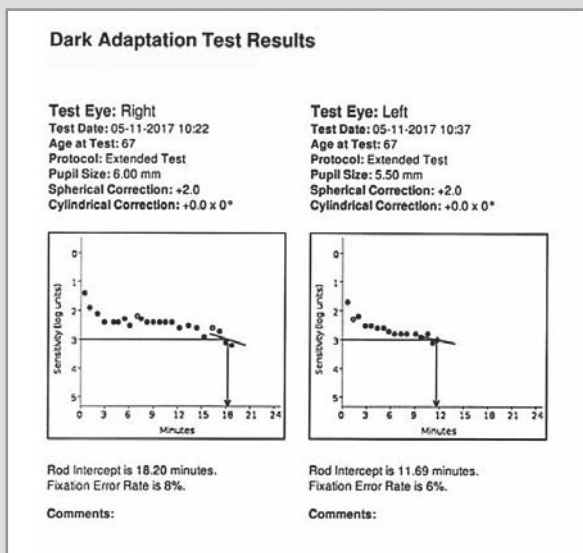 Dark Adaptation Test Results
Test Eye: Right
Test Date: 05-11-2017 10:22
Age at Test: 67
Protocol: Extended Test
Pupil Size: 6.00 mm
Spherical Correction: +2.0
Cylindrical Correction: +0.0 x 0°
Sensitivity (log units)
0
1
2
3
4
5
0 3 6 9 12 15 18 21 24
Minutes
Rod Intercept is 18.20 minutes.
Fixation Error Rate is 8%.
Comments:
Test Eye: Left
Test Date: 05-11-2017 10:37
Age at Test: 67
Protocol: Extended Test
Pupil Size: 5.50 mm
Spherical Correction: +2.0
Cylindrical Correction: +0.0 x 0°
Sensitivity (log units)
0
1
2
3
4
5
0 3 6 9 12 15 18 21 24
Minutes
Rod Intercept is 11.69 minutes.
Fixation Error Rate is 6%.
Comments: